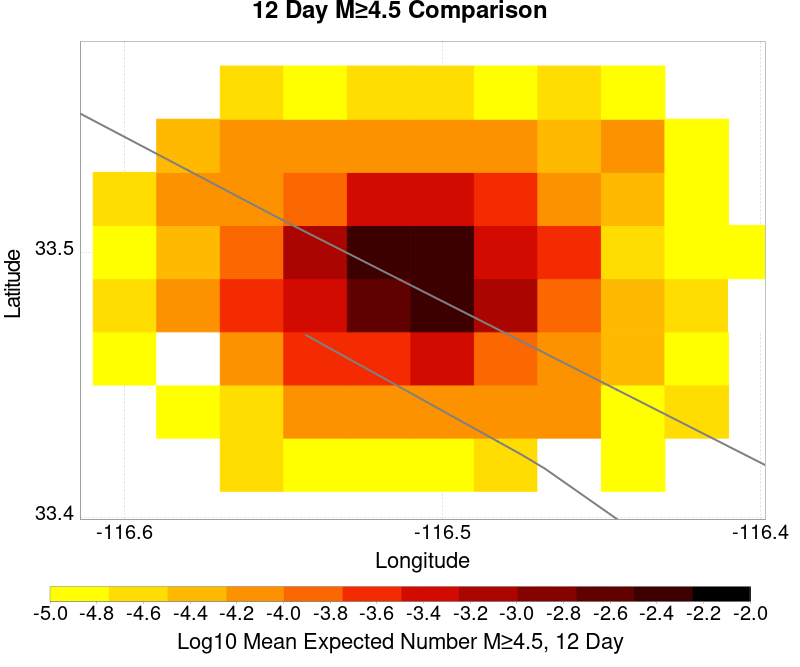 12 Day M≥4.5 Comparison
Latitude
33.5
33.4
-116.6 -116.5 -116.4
Longitude
-5.0 -4.8 -4.6 -4.4 -4.2 -4.0 -3.8 -3.6 -3.4 -3.2 -3.0 -2.8 -2.6 -2.4 -2.2 -2.0
Log10 Mean Expected Number M≥4.5, 12 Day